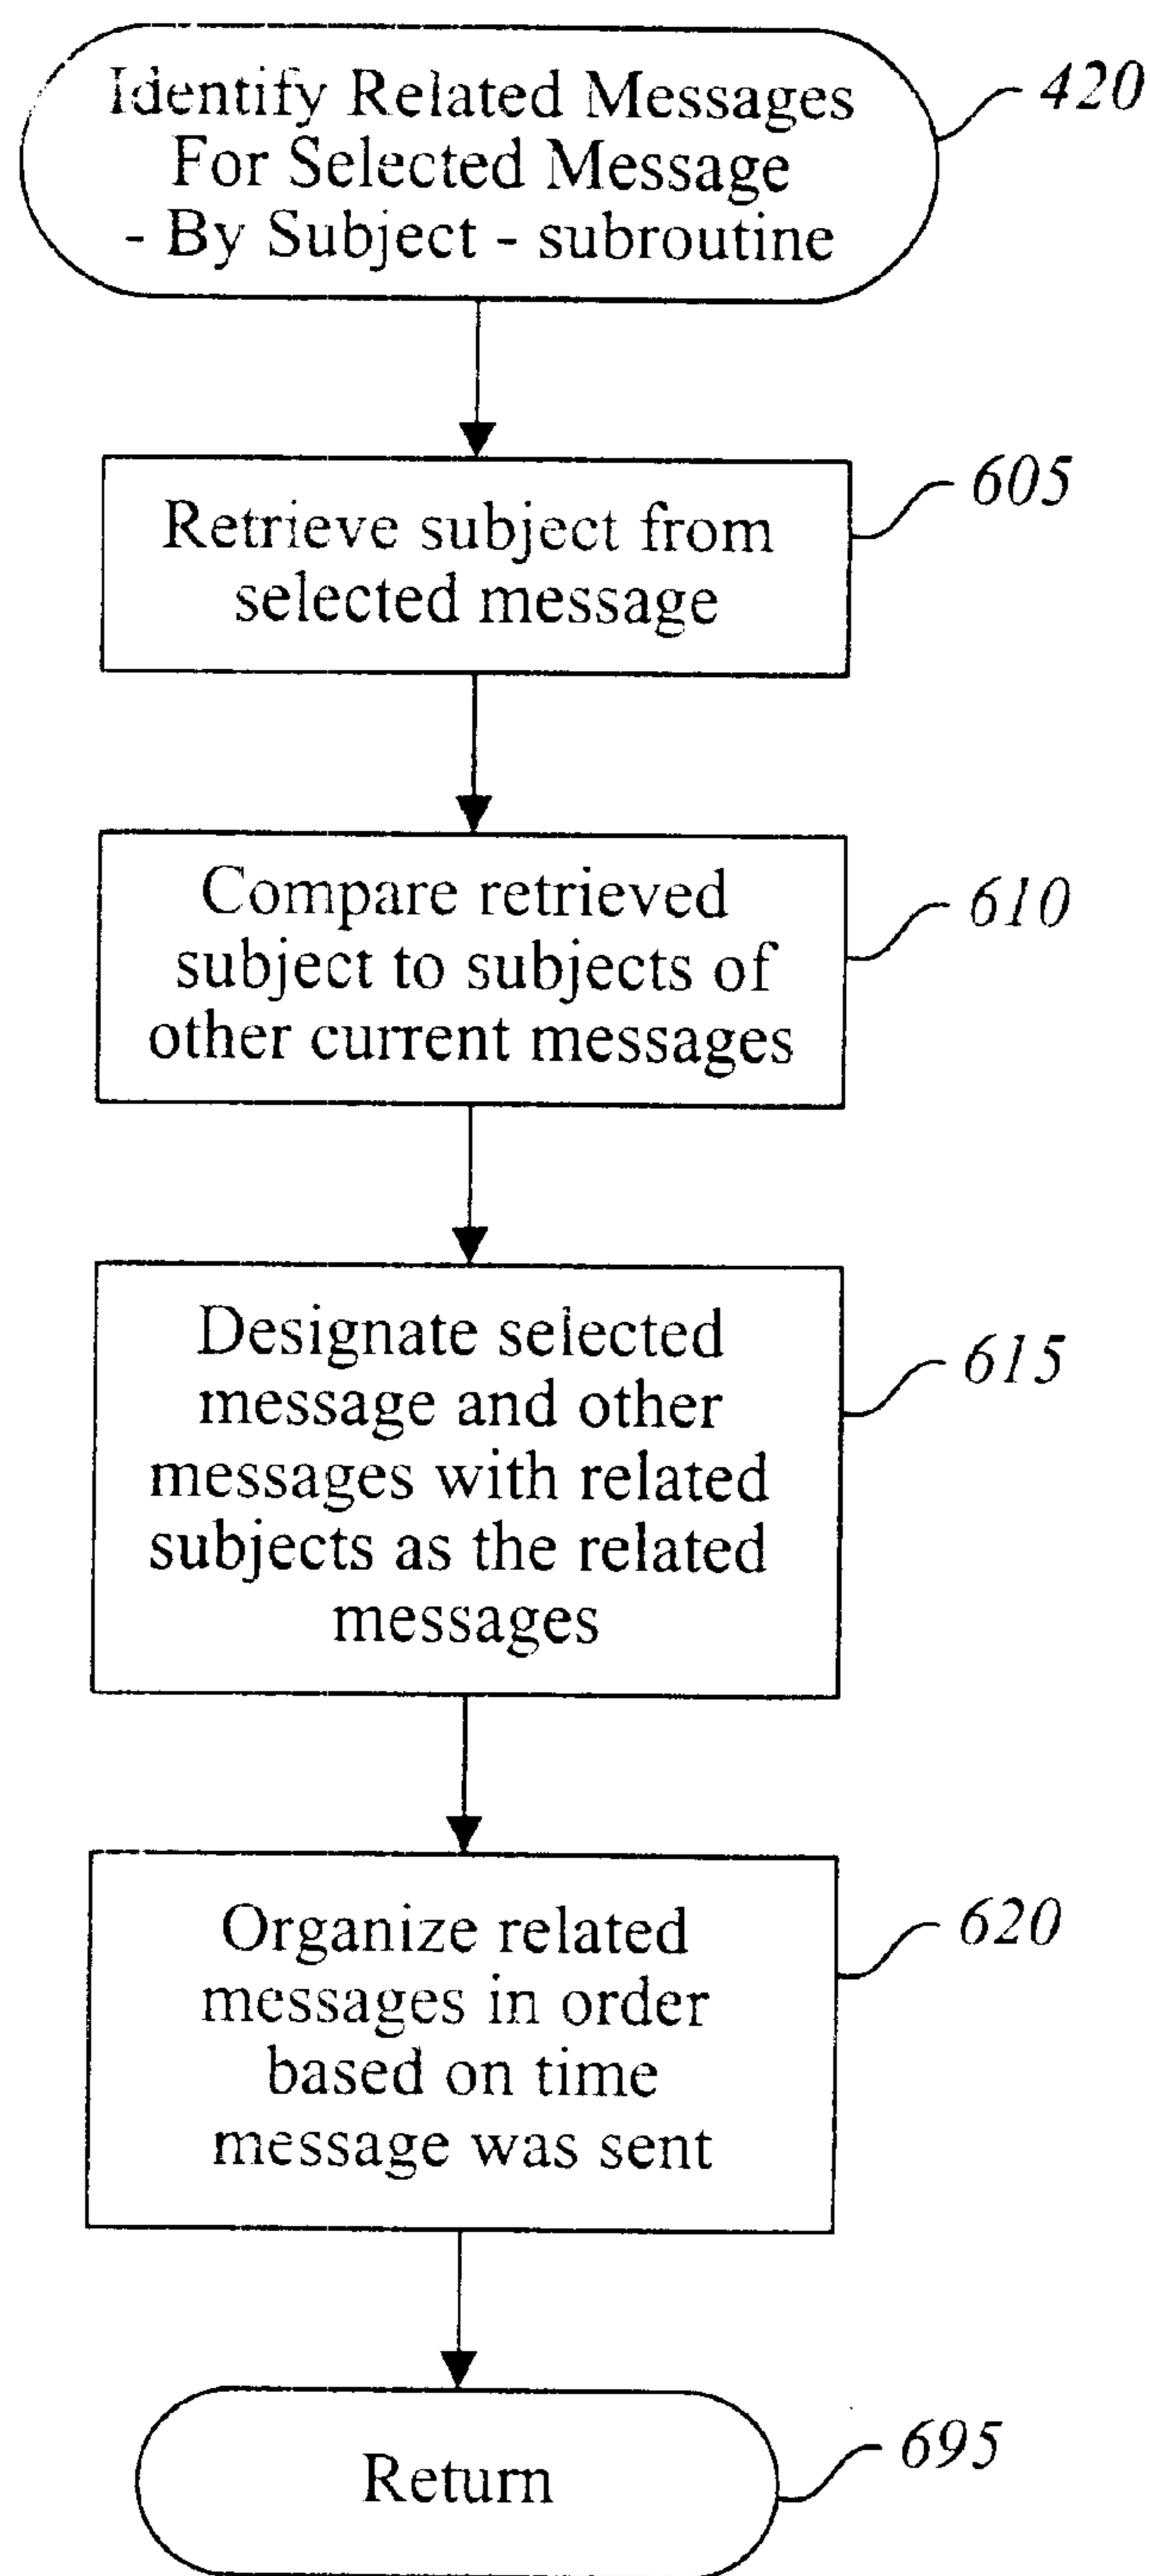 Identify Related Messages
For Selected Message
- By Subject - subroutine
420
Retrieve subject from
selected message
605
Compare retrieved
subject to subjects of
other current messages
610
Designate selected
message and other
messages with related
subjects as the related
messages
615
Organize related
messages in order
based on time
message was sent
620
Return
695